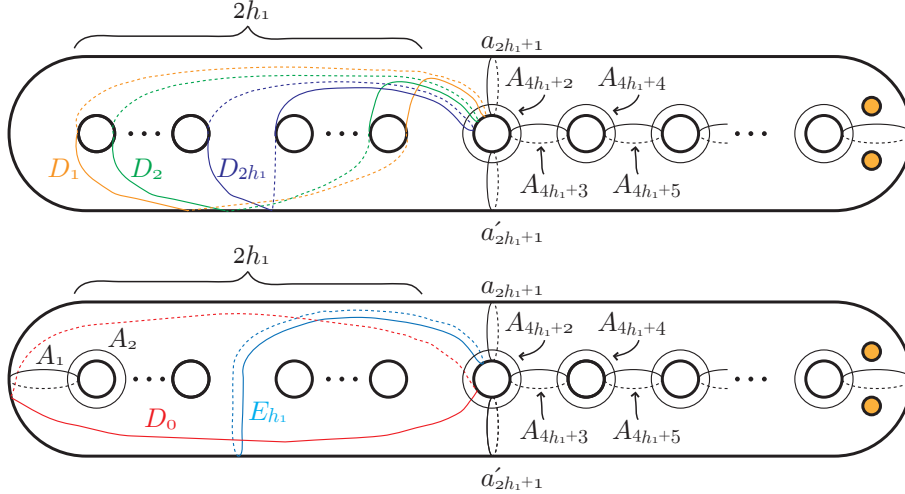 2h₁
a₂ₕ₁₊₁
A₄ₕ₁₊₂ A₄ₕ₁₊₄
D₁ D₂ D₂ₕ₁
A₄ₕ₁₊₃ A₄ₕ₁₊₅
a′₂ₕ₁₊₁
2h₁
a₂ₕ₁₊₁
A₁ A₂ A₄ₕ₁₊₂ A₄ₕ₁₊₄
D₀ Eₕ₁
A₄ₕ₁₊₃ A₄ₕ₁₊₅
a′₂ₕ₁₊₁